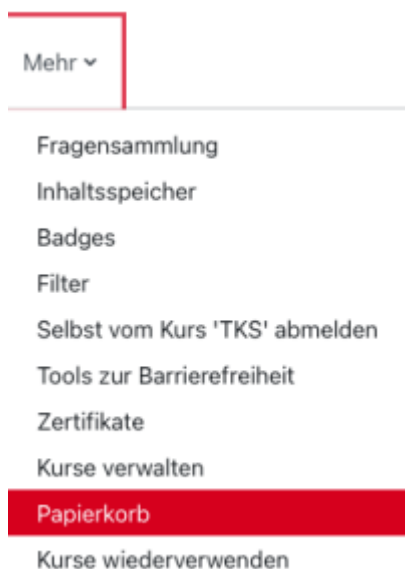 Mehr
Fragensammlung
Inhaltsspeicher
Badges
Filter
Selbst vom Kurs 'TKS' abmelden
Tools zur Barrierefreiheit
Zertifikate
Kurse verwalten
Papierkorb
Kurse wiederverwenden